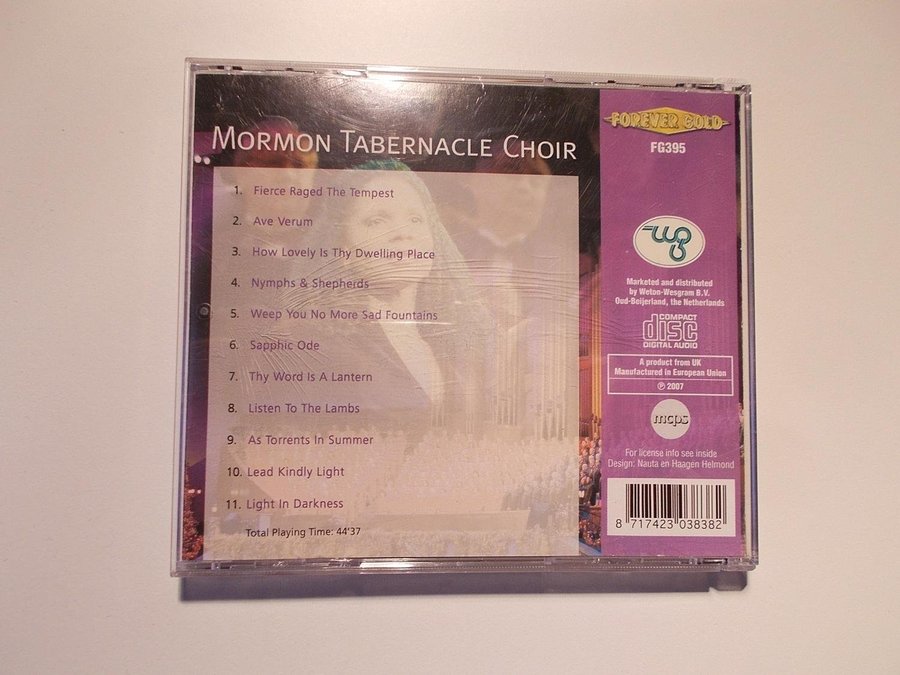 MORMON TABERNACLE CHOIR
1. Fierce Raged The Tempest
2. Ave Verum
3. How Lovely Is Thy Dwelling Place
4. Nymphs & Shepherds
5. Weep You No More Sad Fountains
6. Sapphic Ode
7. Thy Word Is A Lantern
8. Listen To The Lambs
9. As Torrents In Summer
10. Lead Kindly Light
11. Light In Darkness
Total Playing Time: 44'37
FOREVER GOLD
FG395
Marketed and distributed
by Weton-Wesgram B.V.
Oud-Beijerland, the Netherlands
COMPACT
disc
DIGITAL AUDIO
A product from UK
Manufactured in European Union
℗ 2007
mcps
For license info see inside
Design: Nauta en Haagen Helmond
8 717423 038382